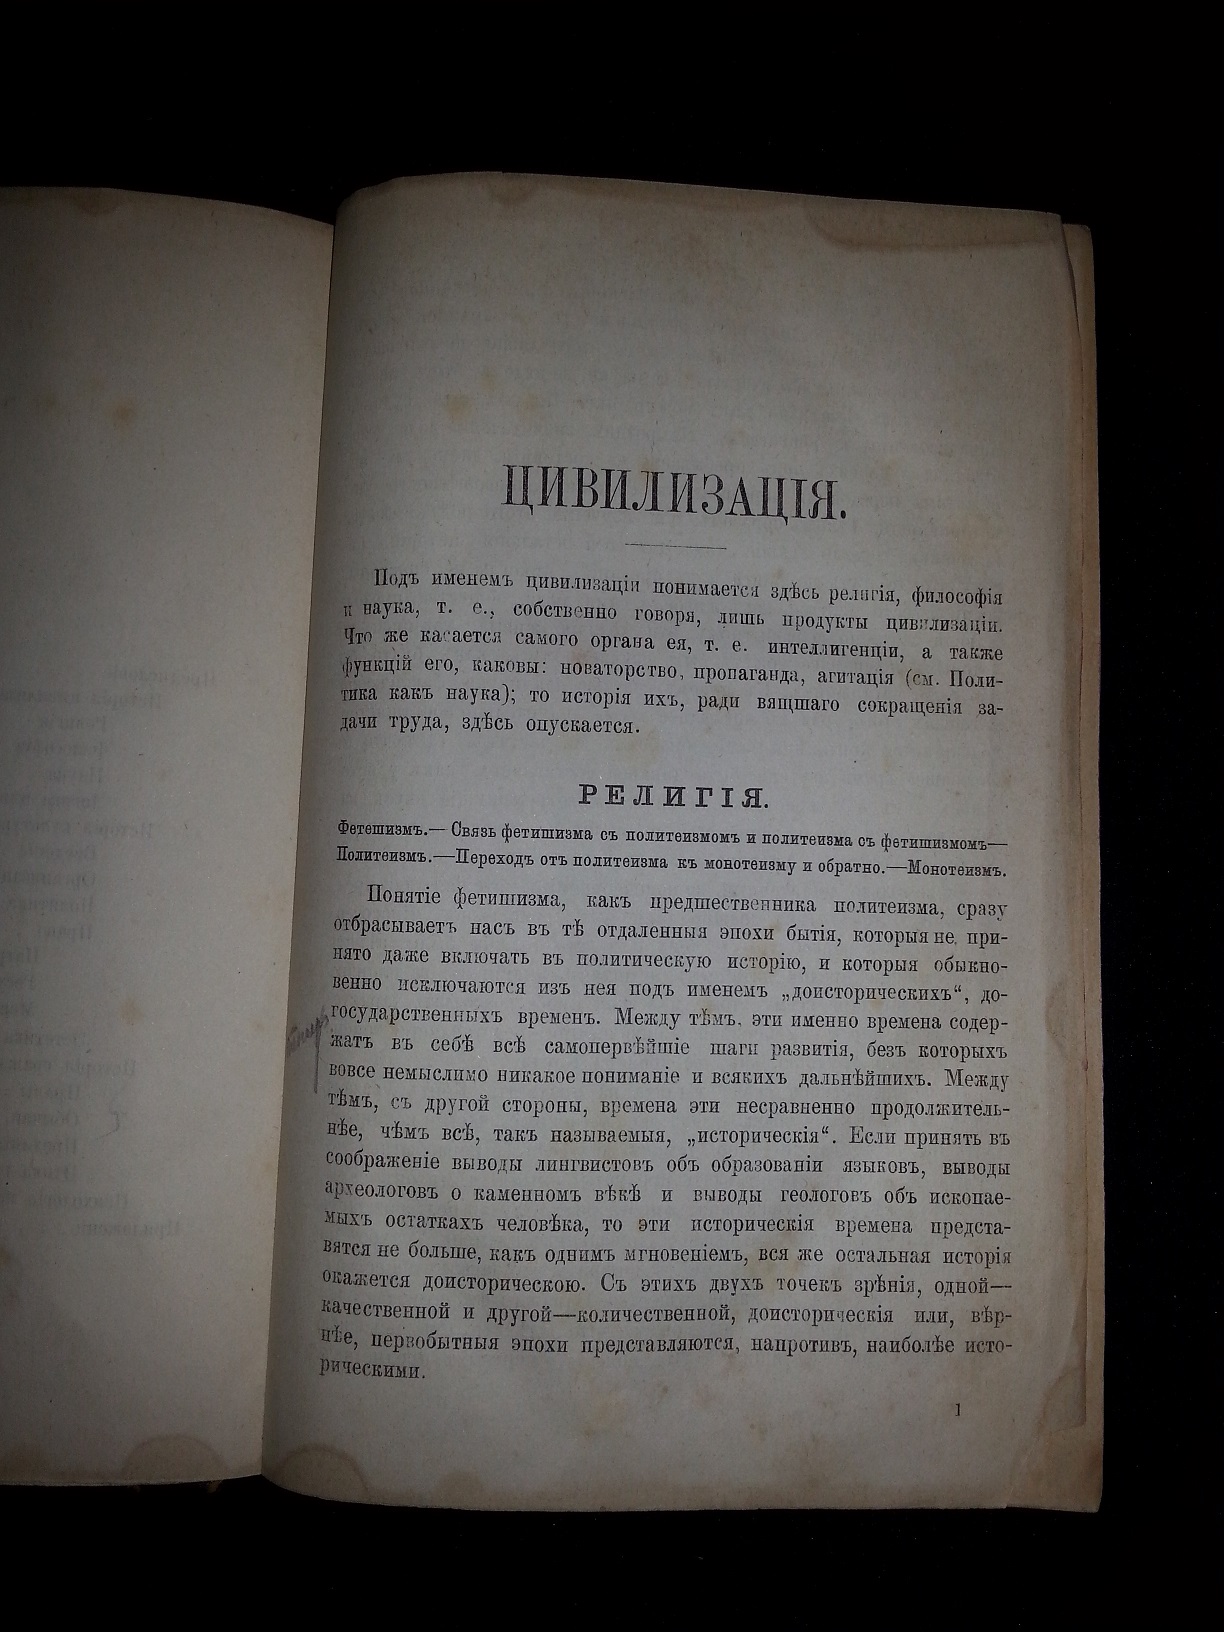 ЦИВИЛИЗАЦІЯ.
Подъ именемъ цивилизаціи понимается здѣсь религія, философія
и наука, т. е., собственно говоря, лишь продукты цивилизаціи.
Что же касается самого органа ея, т. е. интеллигенціи, а также
функцій его, каковы: новаторство, пропаганда, агитація (см. Поли-
тика какъ наука); то исторія ихъ, ради вящшаго сокращенія за-
дачи труда, здѣсь опускается.
РЕЛИГІЯ.
Фетешизмъ.— Связь фетишизма съ политеизмомъ и политеизма съ фетишизмомъ—
Политеизмъ.—Переходъ отъ политеизма къ монотеизму и обратно.—Монотеизмъ.
Понятіе фетишизма, какъ предшественника политеизма, сразу
отбрасываетъ насъ въ тѣ отдаленныя эпохи бытія, которыя не при-
нято даже включать въ политическую исторію, и которыя обыкно-
венно исключаются изъ нея подъ именемъ „доисторическихъ“, до-
государственныхъ временъ. Между тѣмъ, эти именно времена содер-
жатъ въ себѣ всѣ самопервѣйшіе шаги развитія, безъ которыхъ
вовсе немыслимо никакое пониманіе и всякихъ дальнѣйшихъ. Между
тѣмъ, съ другой стороны, времена эти несравненно продолжитель-
нѣе, чѣмъ всѣ, такъ называемыя, „историческія“. Если принять въ
соображеніе выводы лингвистовъ объ образованіи языковъ, выводы
археологовъ о каменномъ вѣкѣ и выводы геологовъ объ ископае-
мыхъ остаткахъ человѣка, то эти историческія времена предста-
вятся не больше, какъ однимъ мгновеніемъ, вся же остальная исторія
окажется доисторическою. Съ этихъ двухъ точекъ зрѣнія, одной—
качественной и другой—количественной, доисторическія или, вѣр-
нѣе, первобытныя эпохи представляются, напротивъ, наиболѣе исто-
рическими.
1